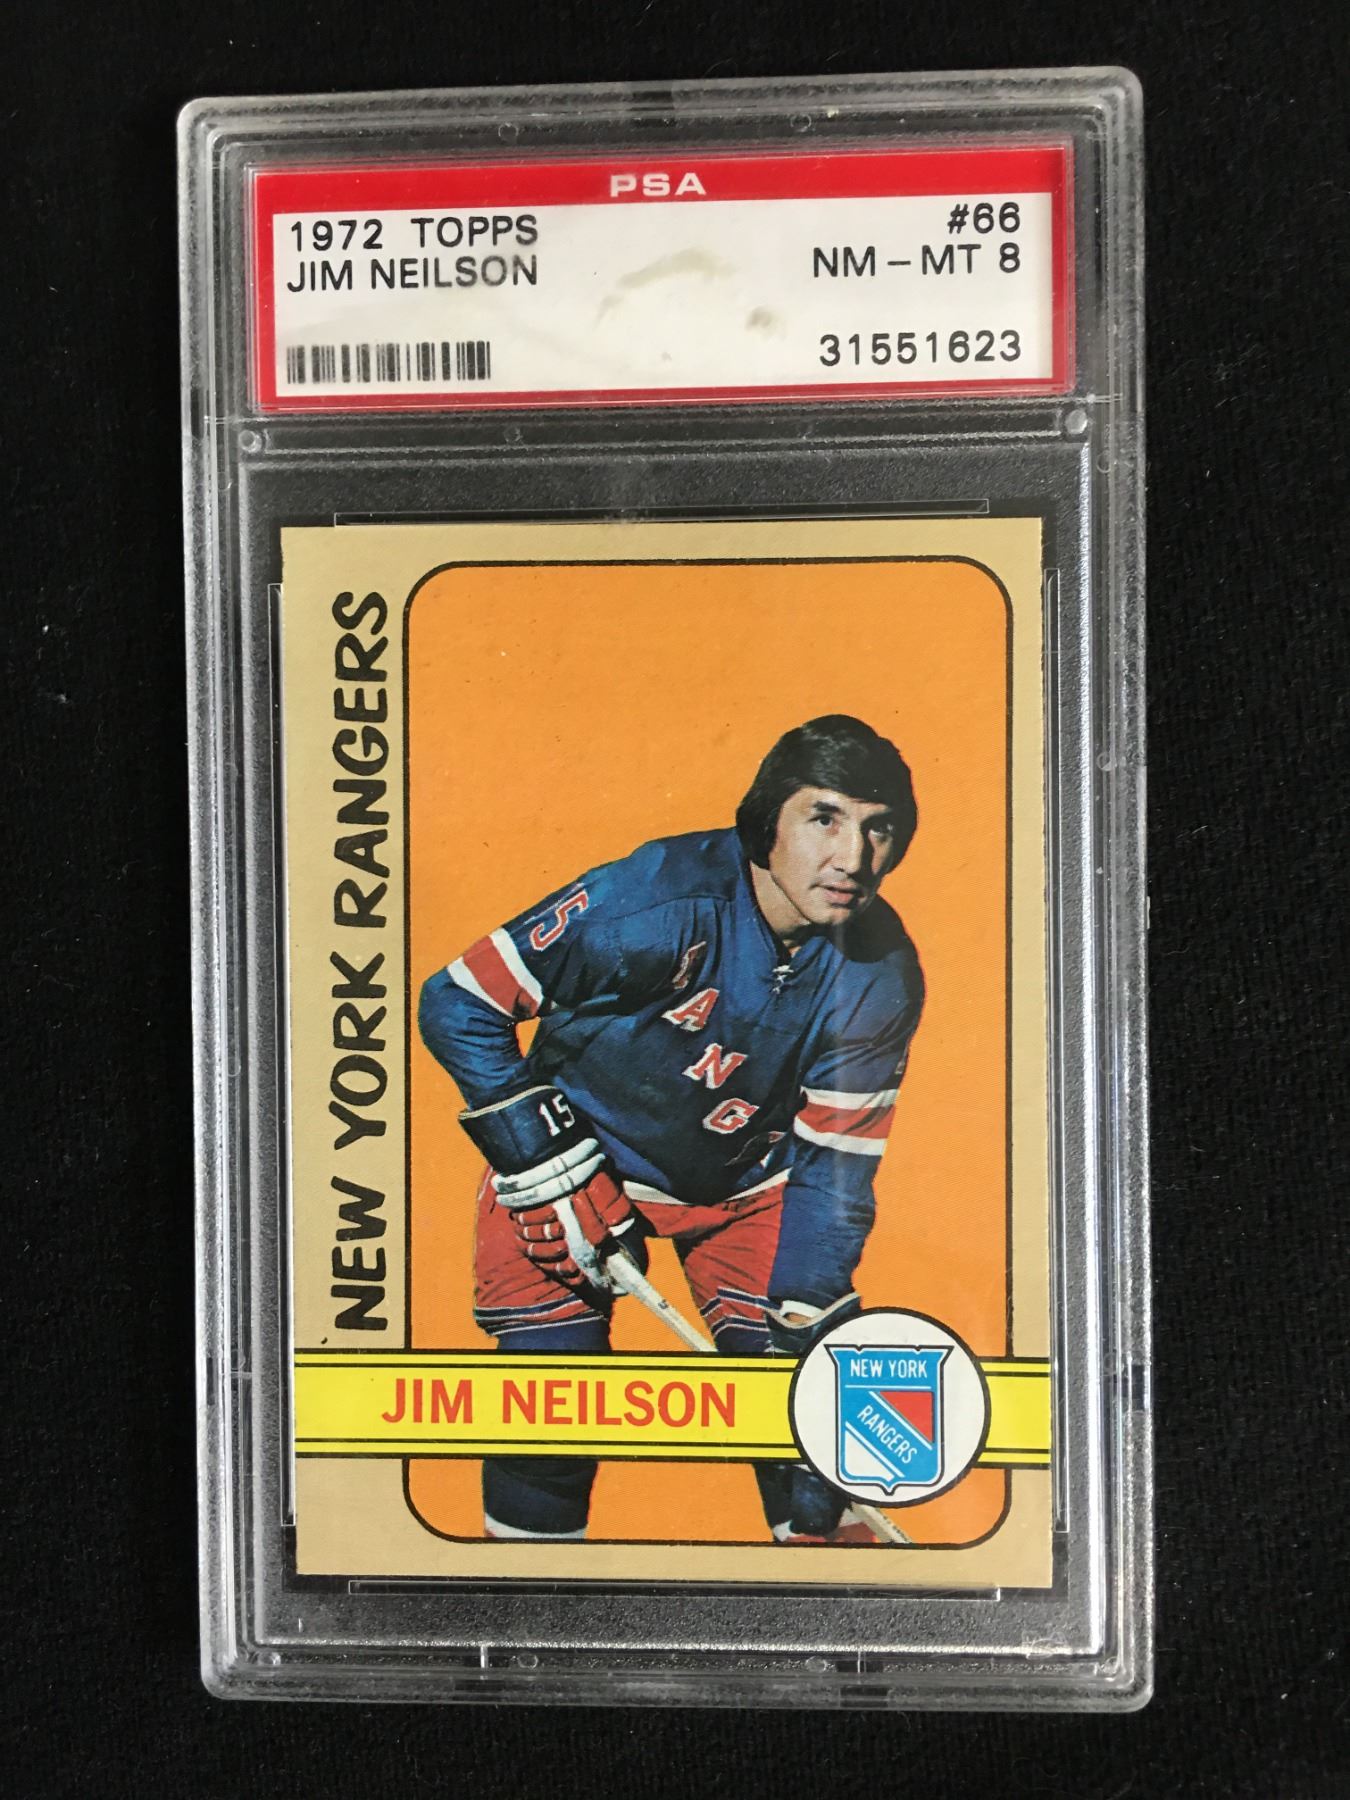 PSA
1972 TOPPS
#66
JIM NEILSON
NM-MT 8
31551623
NEW YORK RANGERS
15
RANG
15
JIM NEILSON
NEW YORK
RANGERS